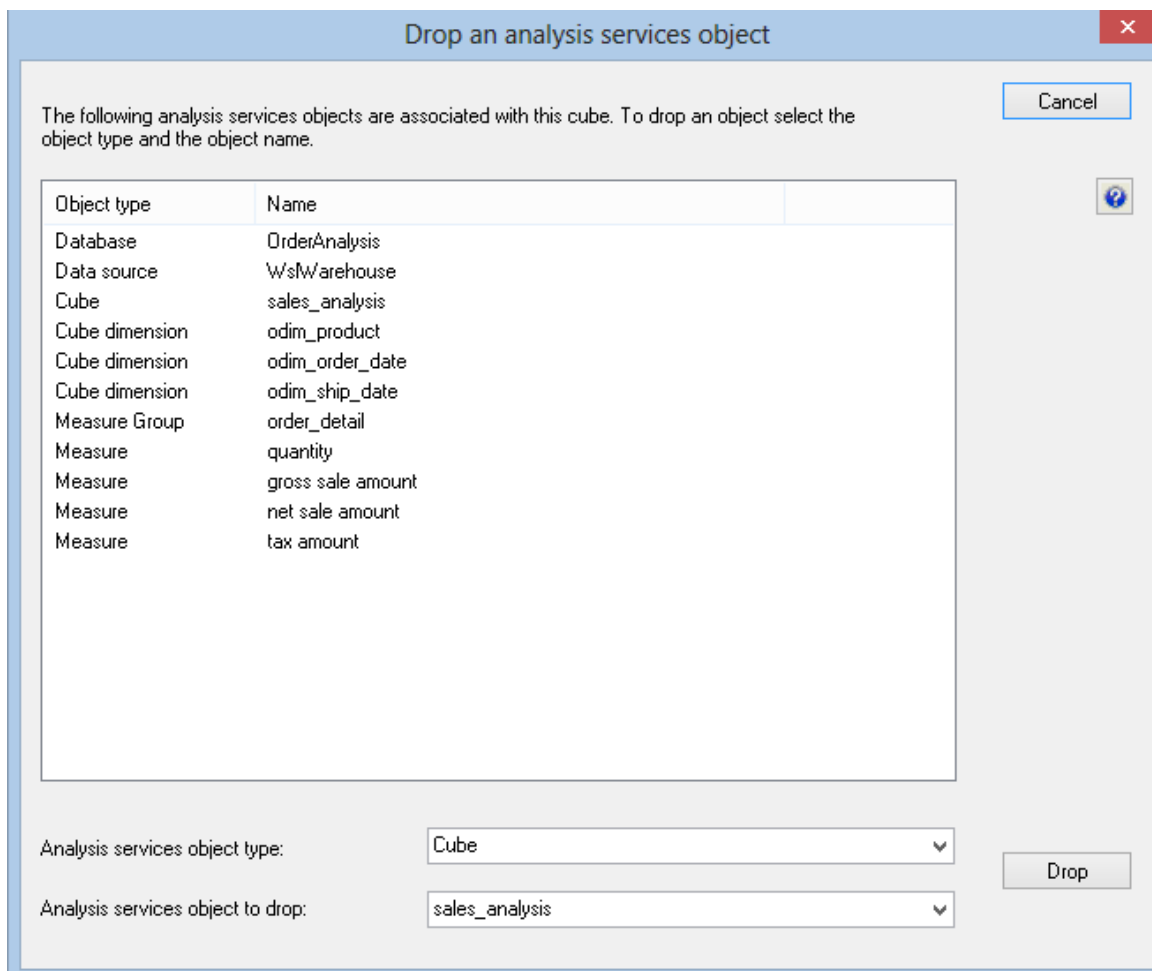 Drop an analysis services object
Cancel
The following analysis services objects are associated with this cube. To drop an object select the
object type and the object name.
Object type Name
Database OrderAnalysis
Data source WslWarehouse
Cube sales_analysis
Cube dimension odim_product
Cube dimension odim_order_date
Cube dimension odim_ship_date
Measure Group order_detail
Measure quantity
Measure gross sale amount
Measure net sale amount
Measure tax amount
Analysis services object type: Cube
Drop
Analysis services object to drop: sales_analysis